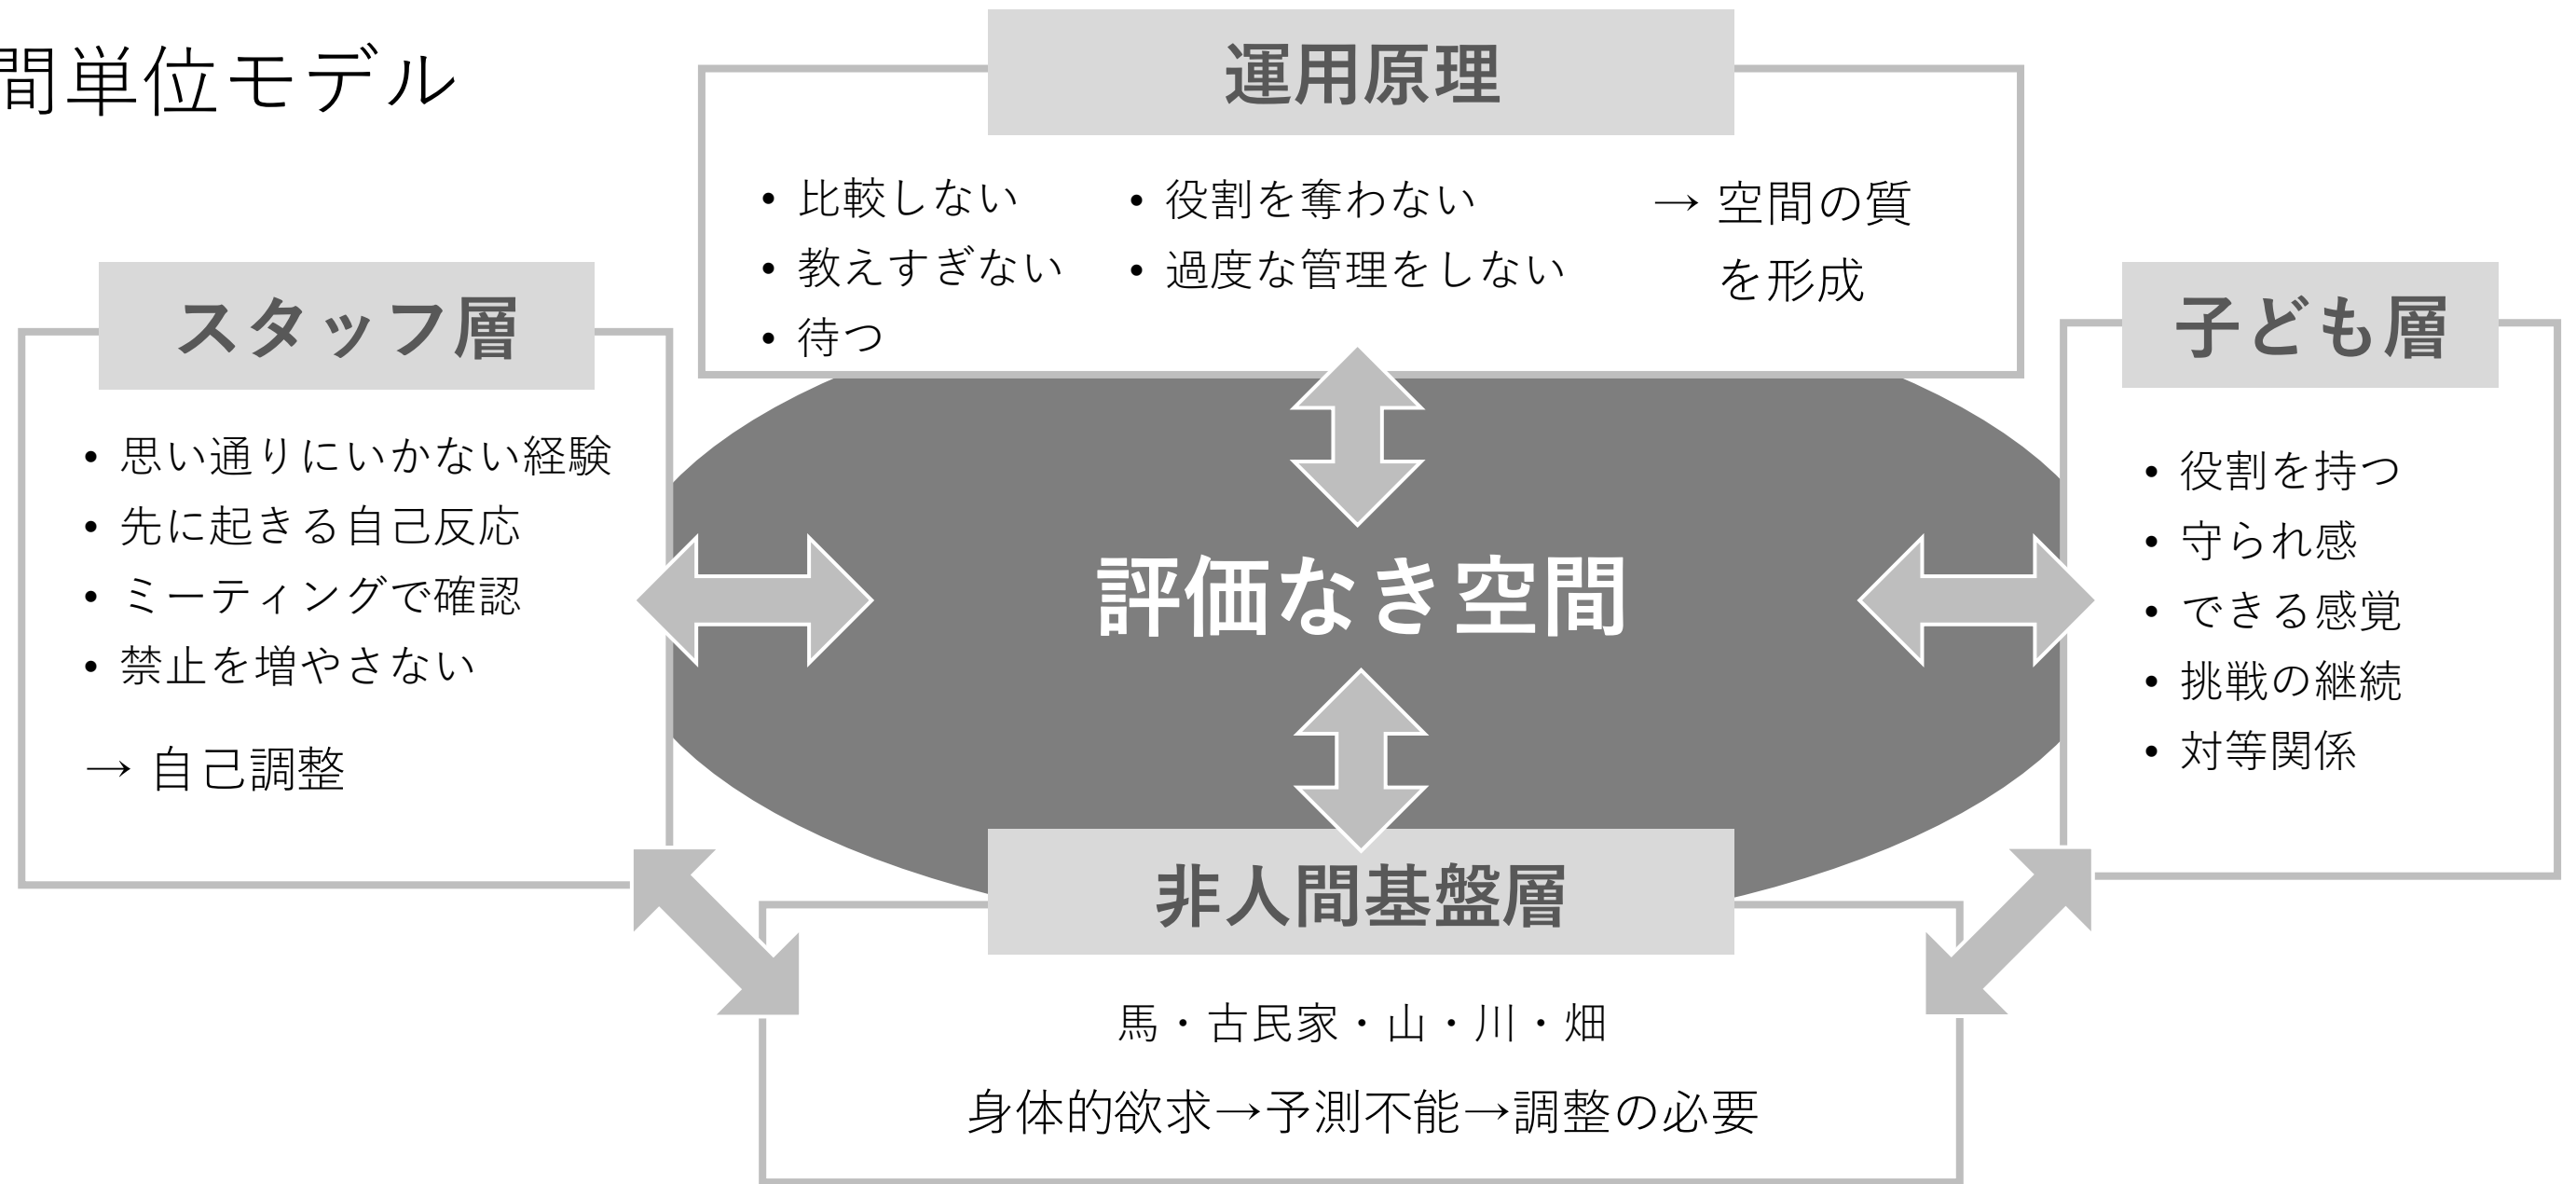 間単位モデル
運用原理
• 比較しない
• 教えすぎない
• 待つ
• 役割を奪わない
• 過度な管理をしない
→ 空間の質
を形成
スタッフ層
• 思い通りにいかない経験
• 先に起きる自己反応
• ミーティングで確認
• 禁止を増やさない
→ 自己調整
評価なき空間
子ども層
• 役割を持つ
• 守られ感
• できる感覚
• 挑戦の継続
• 対等関係
非人間基盤層
馬・古民家・山・川・畑
身体的欲求→予測不能→調整の必要